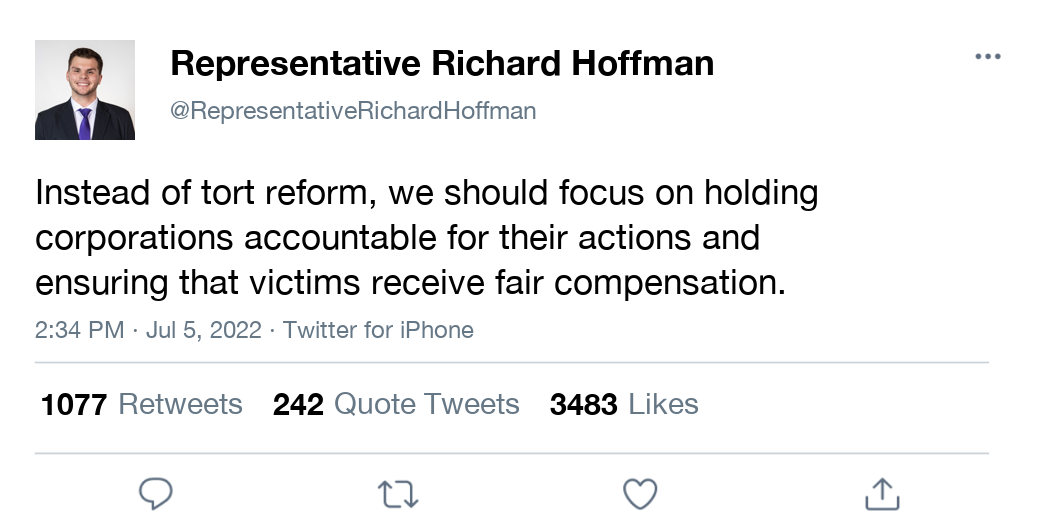 Representative Richard Hoffman
@RepresentativeRichardHoffman
Instead of tort reform, we should focus on holding
corporations accountable for their actions and
ensuring that victims receive fair compensation.
2:34 PM · Jul 5, 2022 · Twitter for iPhone
1077 Retweets 242 Quote Tweets 3483 Likes